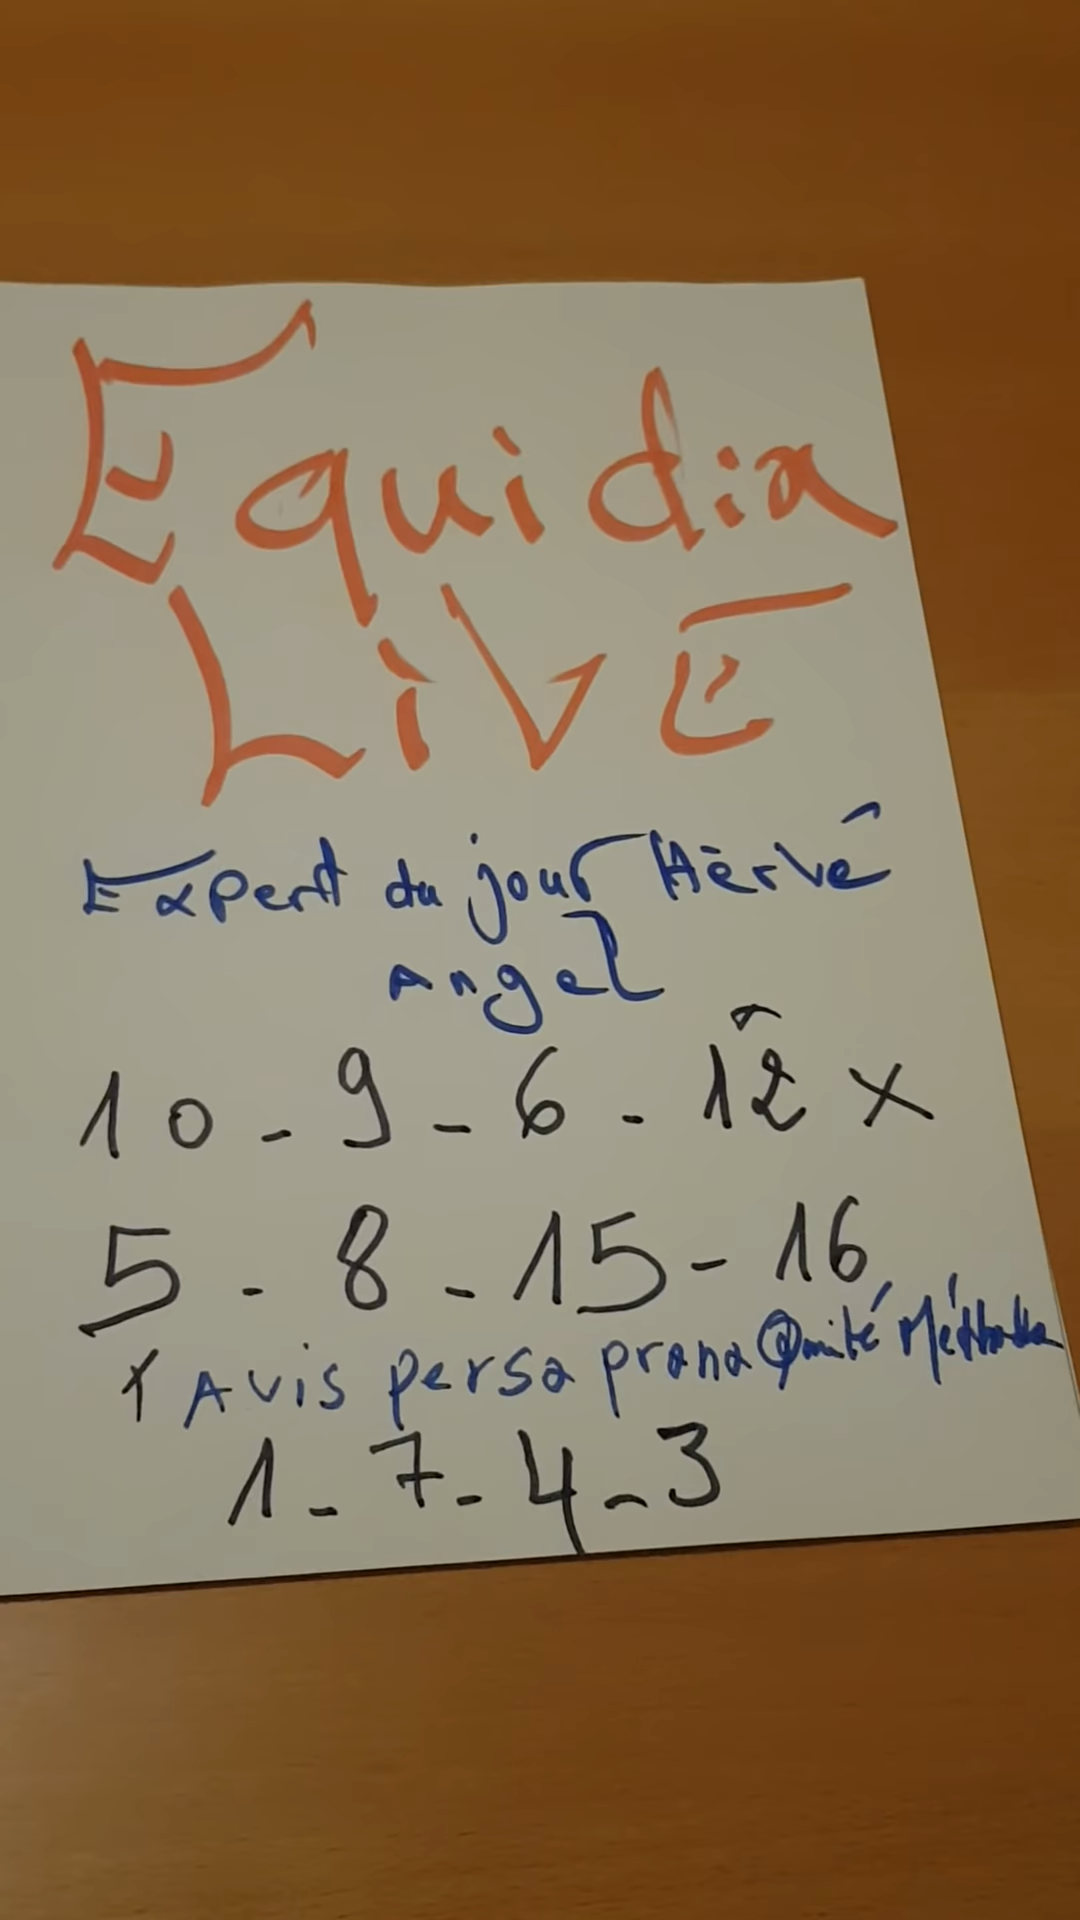 Equidia
LiVE
Expert du jour Hervé
Angel
10 - 9 - 6 - 12 x
5 - 8 - 15 - 16
x Avis perso prono
1 - 7 - 4 - 3